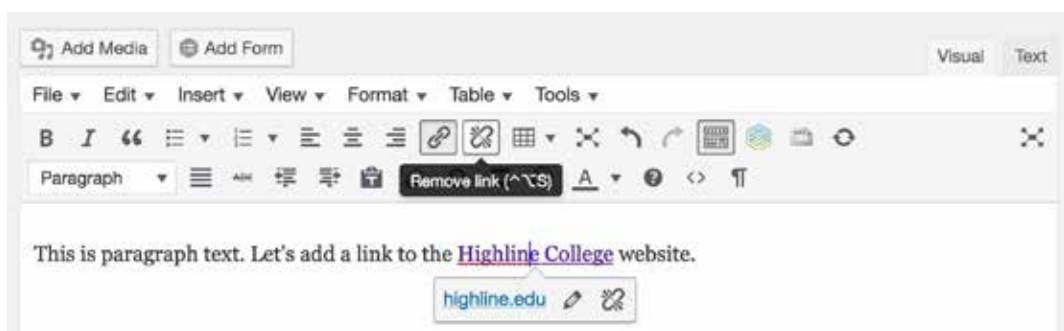 Add Media Add Form
Visual Text
File Edit Insert View Format Table Tools
B I
Paragraph ABC Remove link (^⌥S) A
This is paragraph text. Let's add a link to the Highline College website.
highline.edu